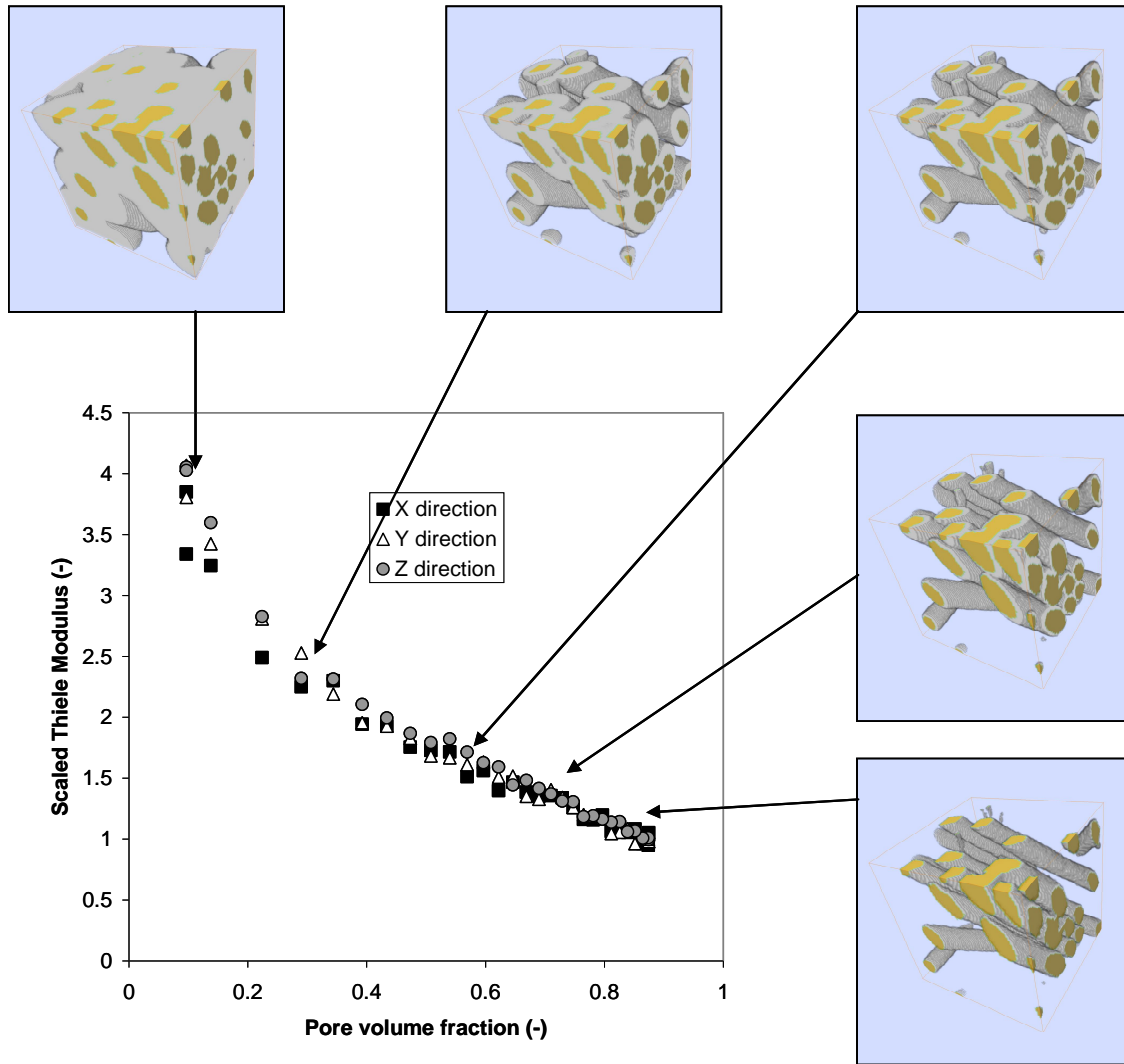 4.5
4
3.5
3
2.5
2
1.5
1
0.5
0
Scaled Thiele Modulus (-)
X direction
Y direction
Z direction
0 0.2 0.4 0.6 0.8 1
Pore volume fraction (-)